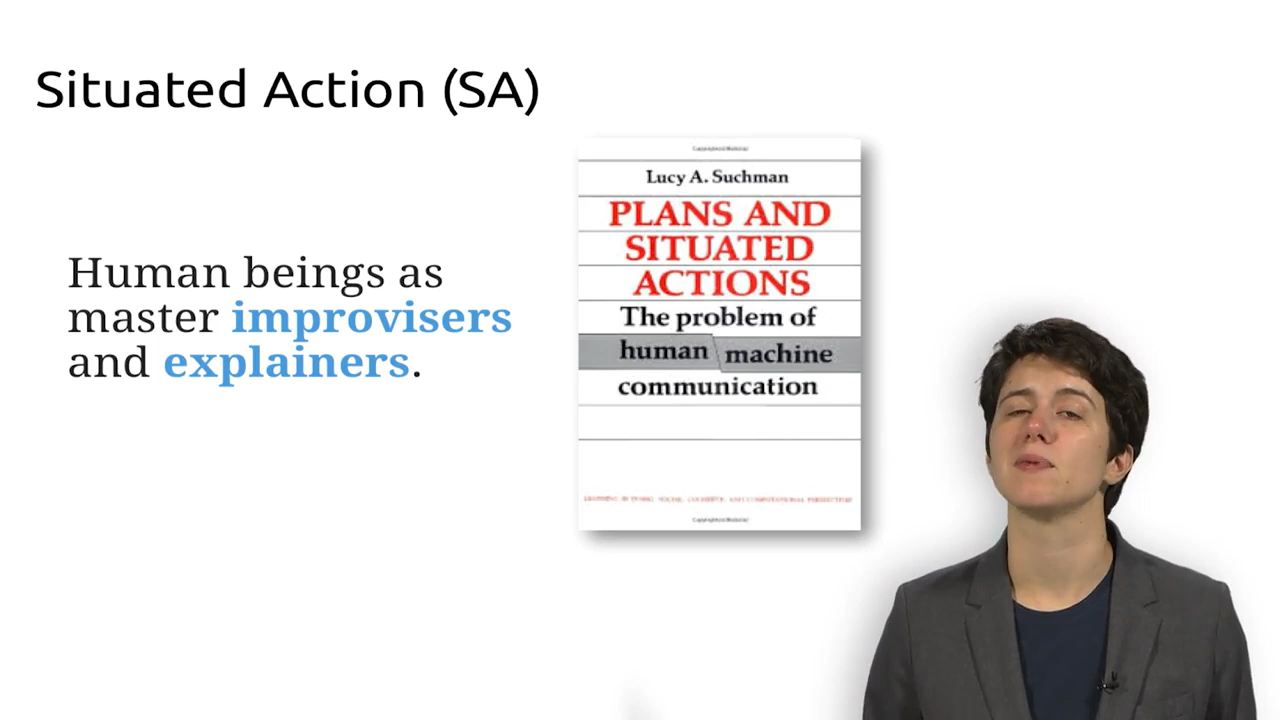 Situated Action (SA)
Human beings as
master improvisers
and explainers.
Lucy A. Suchman
PLANS AND
SITUATED
ACTIONS
The problem of
human machine
communication